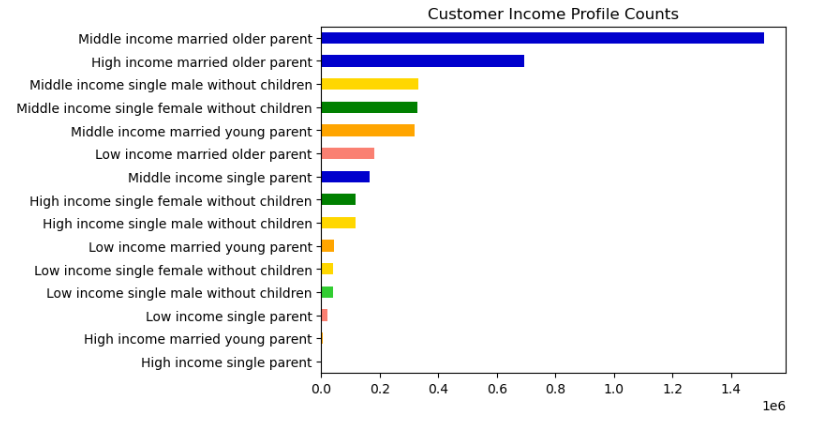 Customer Income Profile Counts
Middle income married older parent
High income married older parent
Middle income single male without children
Middle income single female without children
Middle income married young parent
Low income married older parent
Middle income single parent
High income single female without children
High income single male without children
Low income married young parent
Low income single female without children
Low income single male without children
Low income single parent
High income married young parent
High income single parent
0.0 0.2 0.4 0.6 0.8 1.0 1.2 1.4
1e6